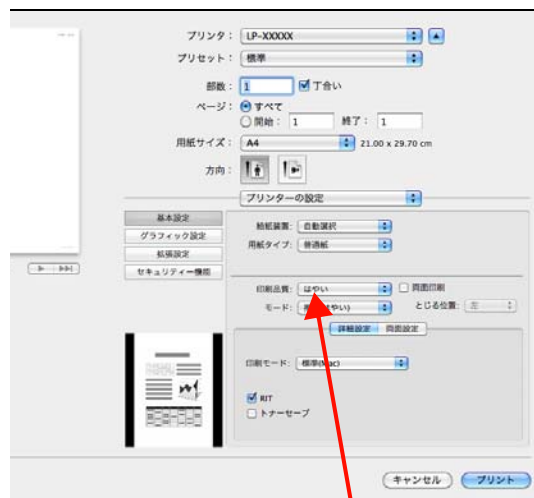 プリンタ： LP-XXXXX
プリセット： 標準
部数： 1 丁合い
ページ： すべて
開始： 1 終了： 1
用紙サイズ： A4 21.00 x 29.70 cm
方向：
プリンターの設定
基本設定
グラフィック設定
拡張設定
セキュリティー機能
給紙装置： 自動選択
用紙タイプ： 普通紙
印刷品質： はやい 両面印刷
モード： やい) とじる位置： 左
詳細設定 両面設定
印刷モード： 標準(Mac)
RIT
トナーセーブ
キャンセル プリント